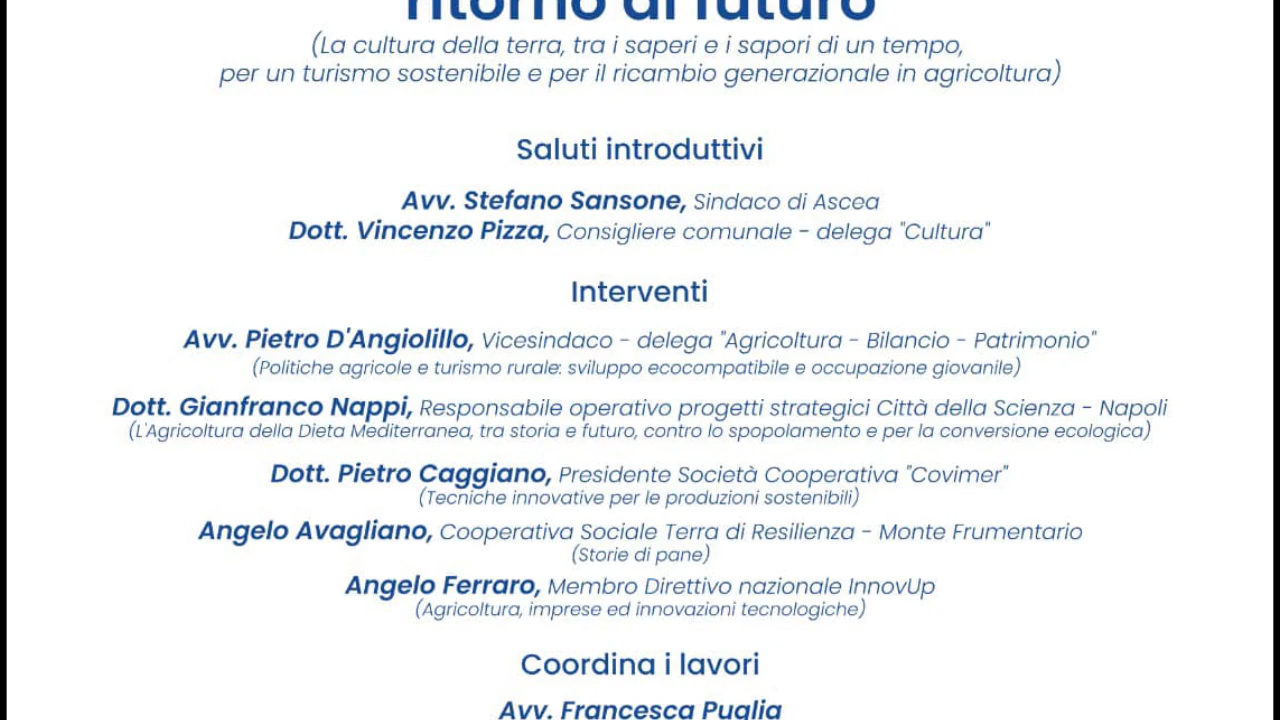 ritorno al futuro
(La cultura della terra, tra i saperi e i sapori di un tempo,
per un turismo sostenibile e per il ricambio generazionale in agricoltura)
Saluti introduttivi
Avv. Stefano Sansone, Sindaco di Ascea
Dott. Vincenzo Pizza, Consigliere comunale - delega "Cultura"
Interventi
Avv. Pietro D'Angiolillo, Vicesindaco - delega "Agricoltura - Bilancio - Patrimonio"
(Politiche agricole e turismo rurale: sviluppo ecocompatibile e occupazione giovanile)
Dott. Gianfranco Nappi, Responsabile operativo progetti strategici Città della Scienza - Napoli
(L'Agricoltura della Dieta Mediterranea, tra storia e futuro, contro lo spopolamento e per la conversione ecologica)
Dott. Pietro Caggiano, Presidente Società Cooperativa "Covimer"
(Tecniche innovative per le produzioni sostenibili)
Angelo Avagliano, Cooperativa Sociale Terra di Resilienza - Monte Frumentario
(Storie di pane)
Angelo Ferraro, Membro Direttivo nazionale InnovUp
(Agricoltura, imprese ed innovazioni tecnologiche)
Coordina i lavori
Avv. Francesca Puglia